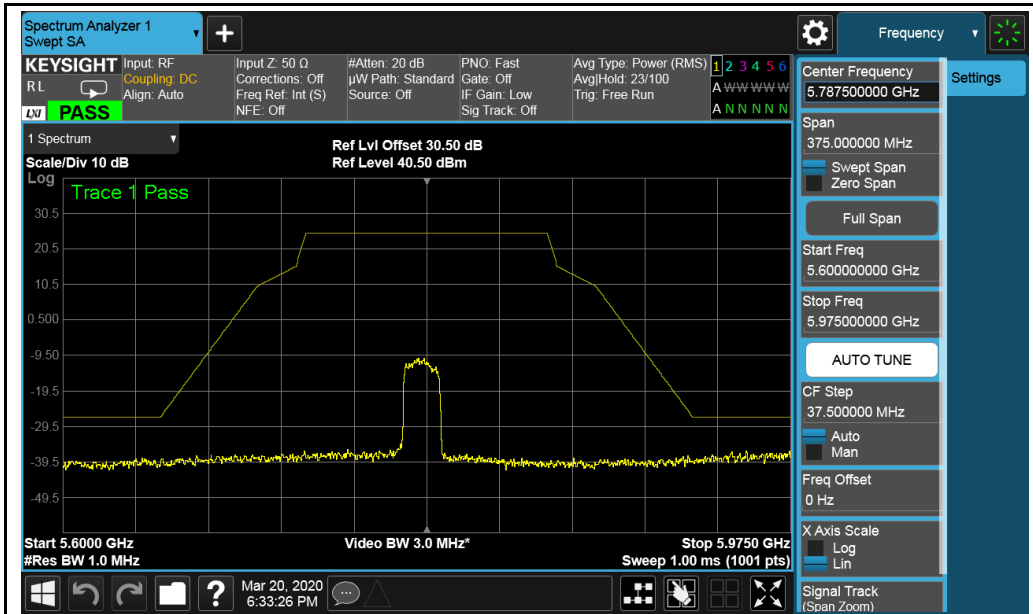 Spectrum Analyzer 1
Swept SA
Frequency
KEYSIGHT
RL
LXI PASS
Input: RF
Coupling: DC
Align: Auto
Input Z: 50 Ω
Corrections: Off
Freq Ref: Int (S)
NFE: Off
#Atten: 20 dB
µW Path: Standard
Source: Off
PNO: Fast
Gate: Off
IF Gain: Low
Sig Track: Off
Avg Type: Power (RMS)
Avg|Hold: 23/100
Trig: Free Run
1 2 3 4 5 6
A W W W W W
A N N N N N
1 Spectrum
Scale/Div 10 dB
Ref Lvl Offset 30.50 dB
Ref Level 40.50 dBm
Log
Trace 1 Pass
30.5
20.5
10.5
0.500
-9.50
-19.5
-29.5
-39.5
-49.5
Start 5.6000 GHz
#Res BW 1.0 MHz
Video BW 3.0 MHz*
Stop 5.9750 GHz
Sweep 1.00 ms (1001 pts)
Mar 20, 2020
6:33:26 PM
Center Frequency
5.787500000 GHz
Settings
Span
375.000000 MHz
Swept Span
Zero Span
Full Span
Start Freq
5.600000000 GHz
Stop Freq
5.975000000 GHz
AUTO TUNE
CF Step
37.500000 MHz
Auto
Man
Freq Offset
0 Hz
X Axis Scale
Log
Lin
Signal Track
(Span Zoom)